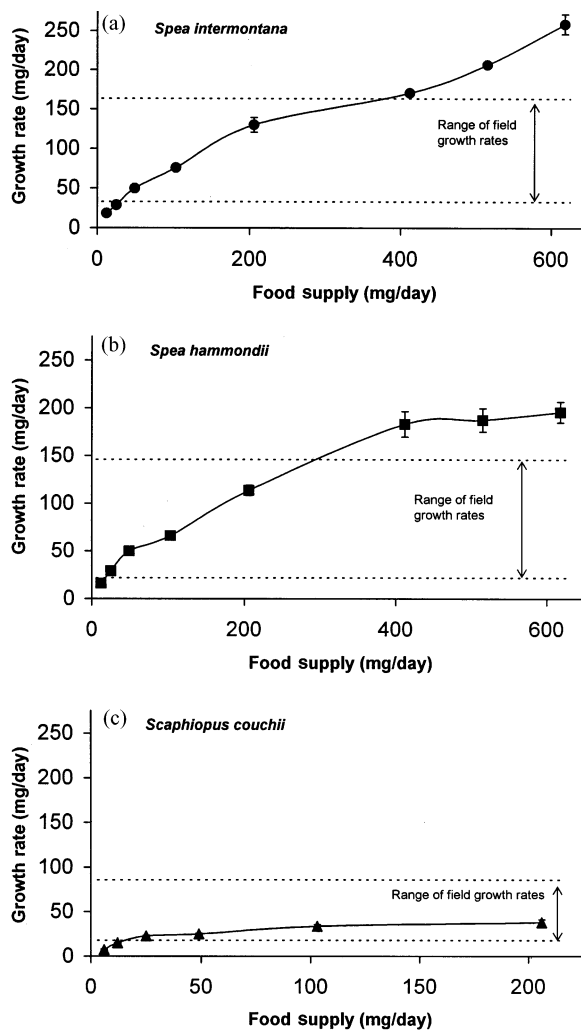 (a) Spea intermontana
250
200
150
100
50
0
Growth rate (mg/day)
Range of field
growth rates
0 200 400 600
Food supply (mg/day)
(b) Spea hammondii
250
200
150
100
50
0
Growth rate (mg/day)
Range of field
growth rates
0 200 400 600
Food supply (mg/day)
(c) Scaphiopus couchii
250
200
150
100
50
0
Growth rate (mg/day)
Range of field growth rates
0 50 100 150 200
Food supply (mg/day)